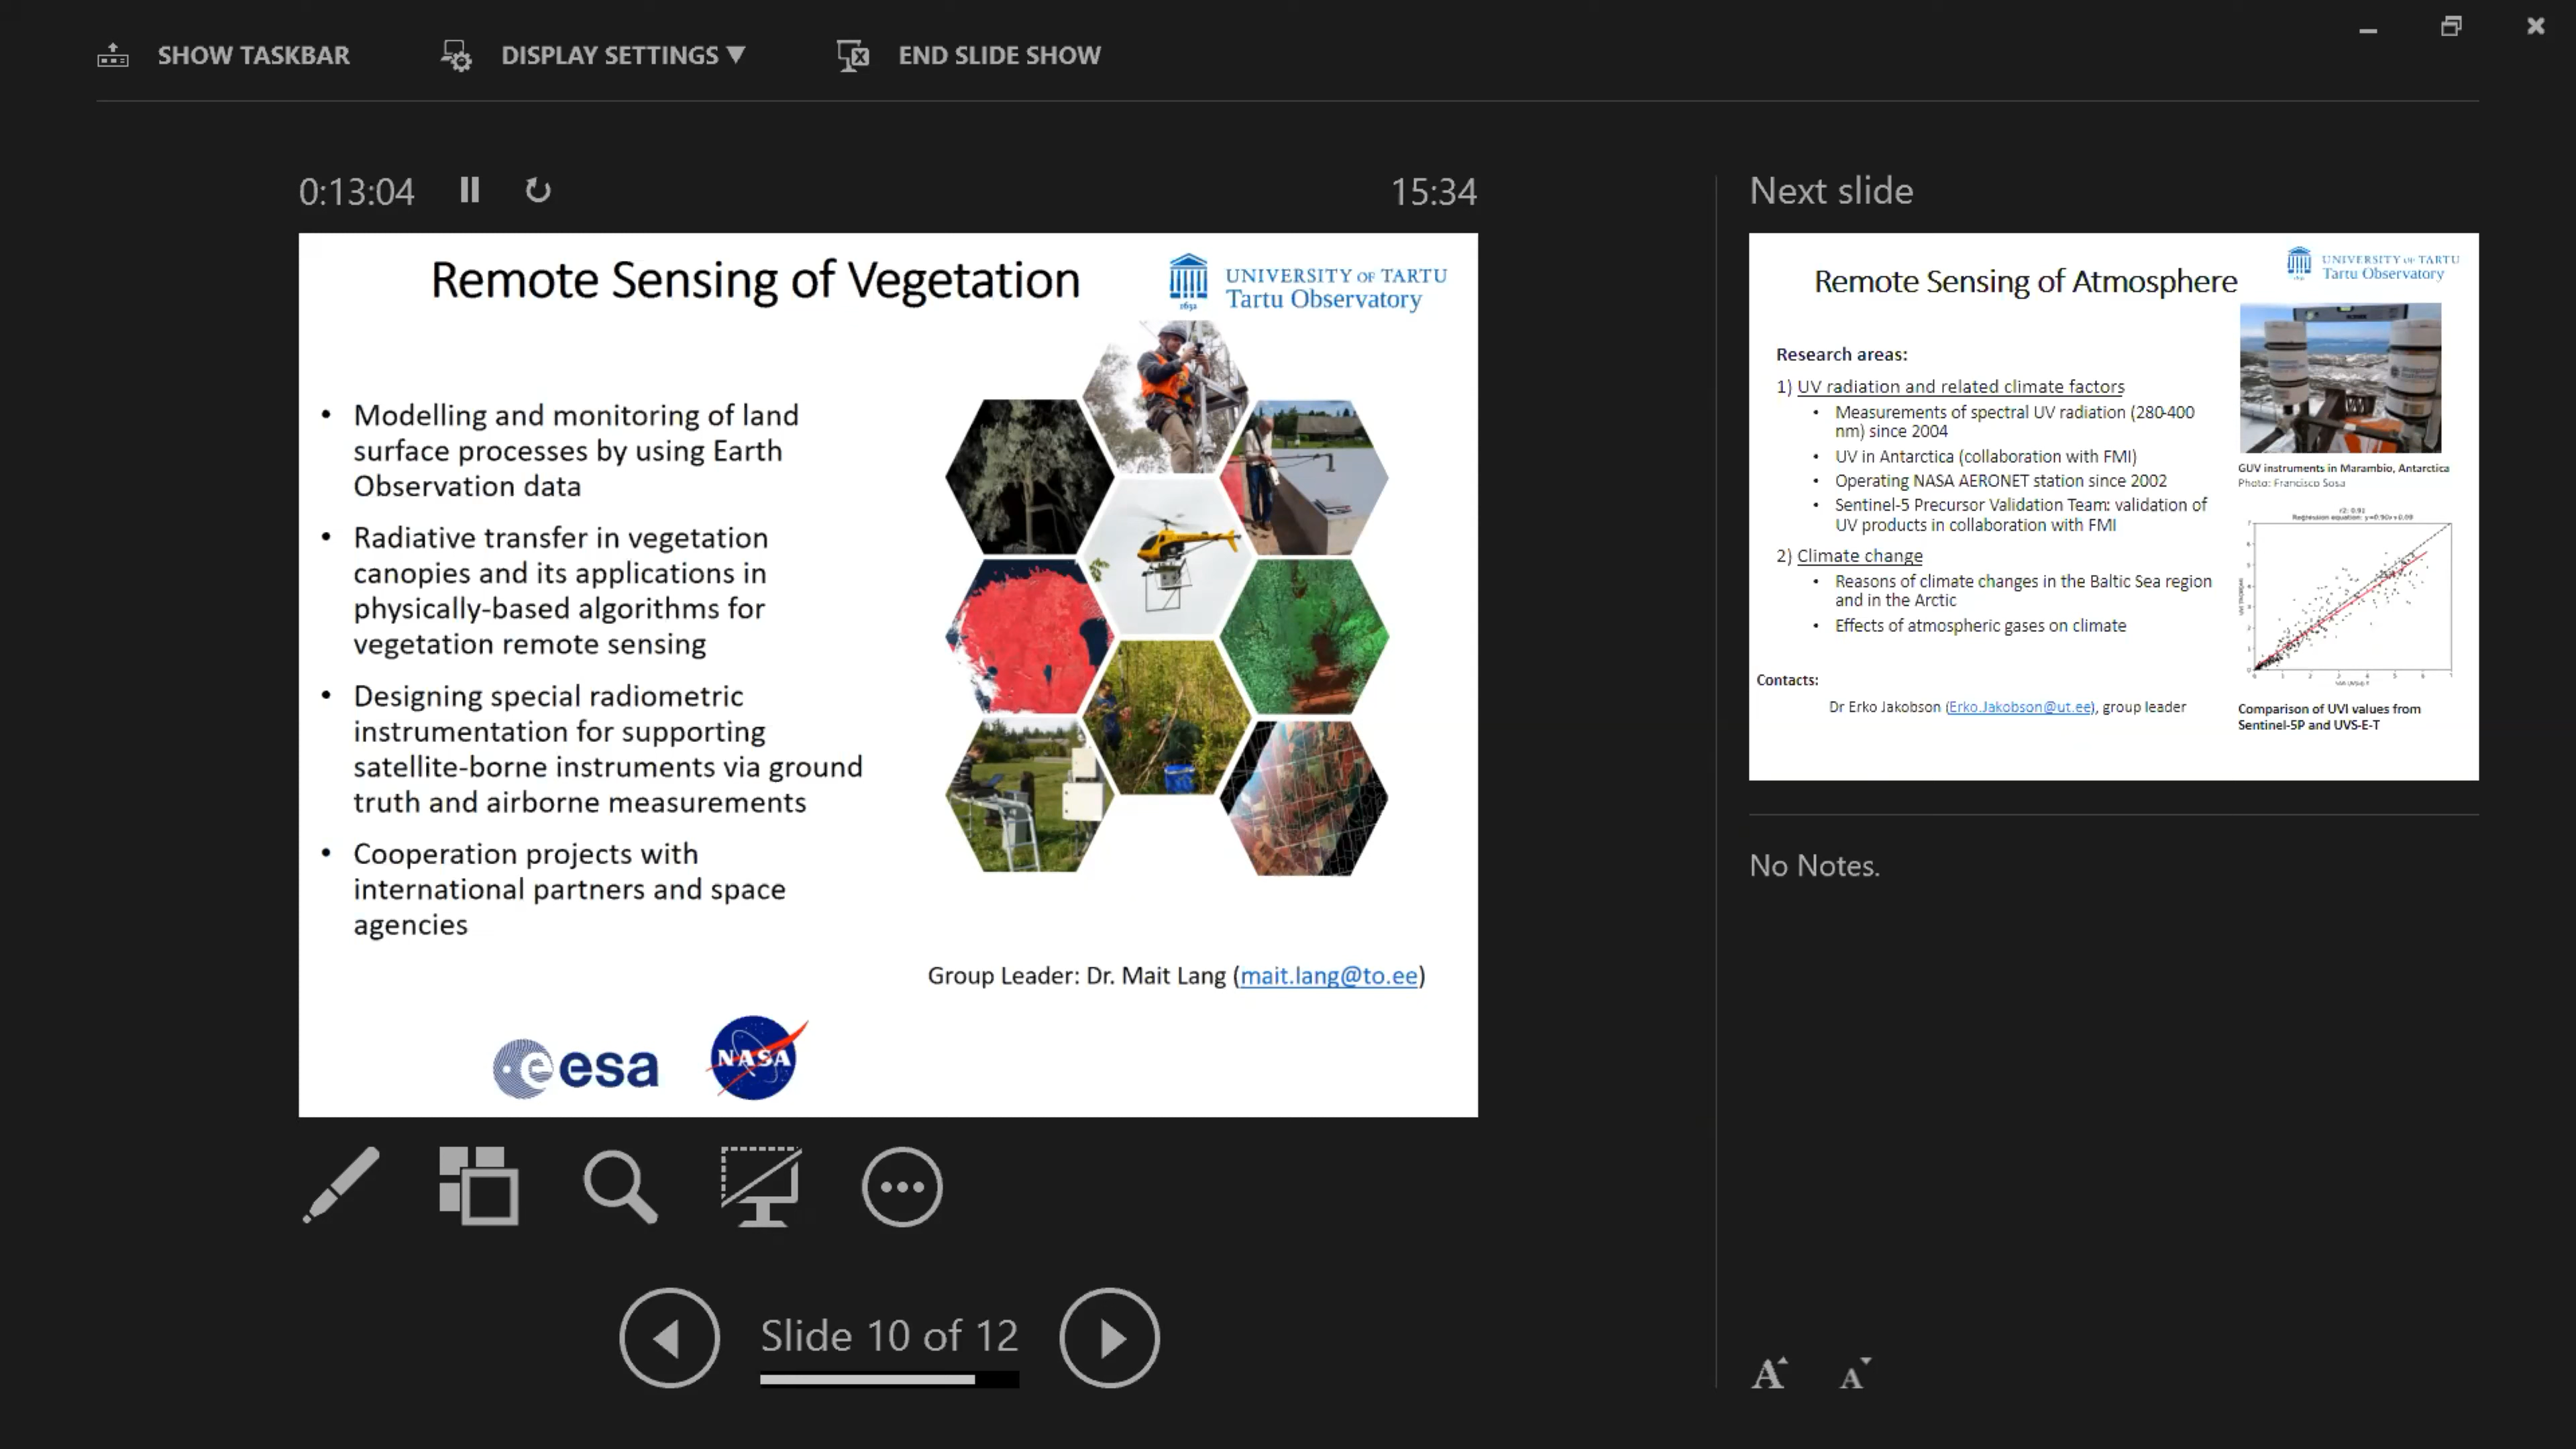 SHOW TASKBAR
DISPLAY SETTINGS
END SLIDE SHOW
0:13:04
15:34
Remote Sensing of Vegetation
UNIVERSITY OF TARTU
Tartu Observatory
1632
• Modelling and monitoring of land
surface processes by using Earth
Observation data
• Radiative transfer in vegetation
canopies and its applications in
physically-based algorithms for
vegetation remote sensing
• Designing special radiometric
instrumentation for supporting
satellite-borne instruments via ground
truth and airborne measurements
• Cooperation projects with
international partners and space
agencies
Group Leader: Dr. Mait Lang (mait.lang@to.ee)
esa
NASA
Slide 10 of 12
Next slide
Remote Sensing of Atmosphere
UNIVERSITY OF TARTU
Tartu Observatory
Research areas:
1) UV radiation and related climate factors
• Measurements of spectral UV radiation (280-400
nm) since 2004
• UV in Antarctica (collaboration with FMI)
• Operating NASA AERONET station since 2002
• Sentinel-5 Precursor Validation Team: validation of
UV products in collaboration with FMI
2) Climate change
• Reasons of climate changes in the Baltic Sea region
and in the Arctic
• Effects of atmospheric gases on climate
Contacts:
Dr Erko Jakobson (Erko.Jakobson@ut.ee), group leader
GUV instruments in Marambio, Antarctica
Photo: Francisco Sosa
r2: 0.91
Regression equation: y=0.90x+0.09
Comparison of UVI values from
Sentinel-5P and UVS-E-T
No Notes.
A A